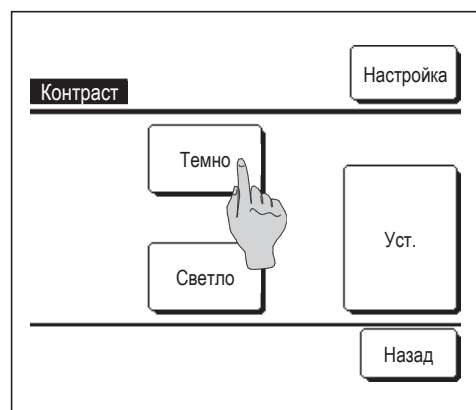 Настройка
Контраст
Темно
Уст.
Светло
Назад